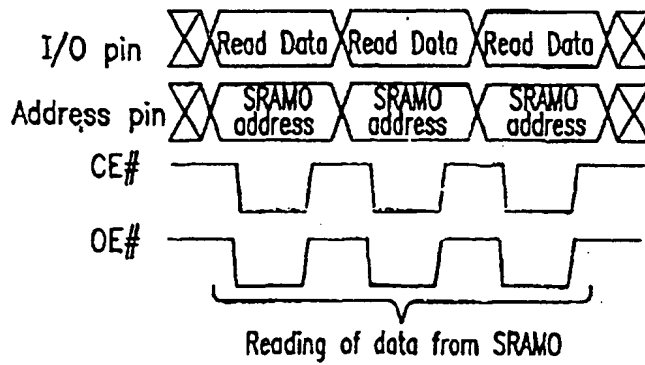 I/O pin Read Data Read Data Read Data
Address pin SRAMO address SRAMO address SRAMO address
CE#
OE#
Reading of data from SRAMO